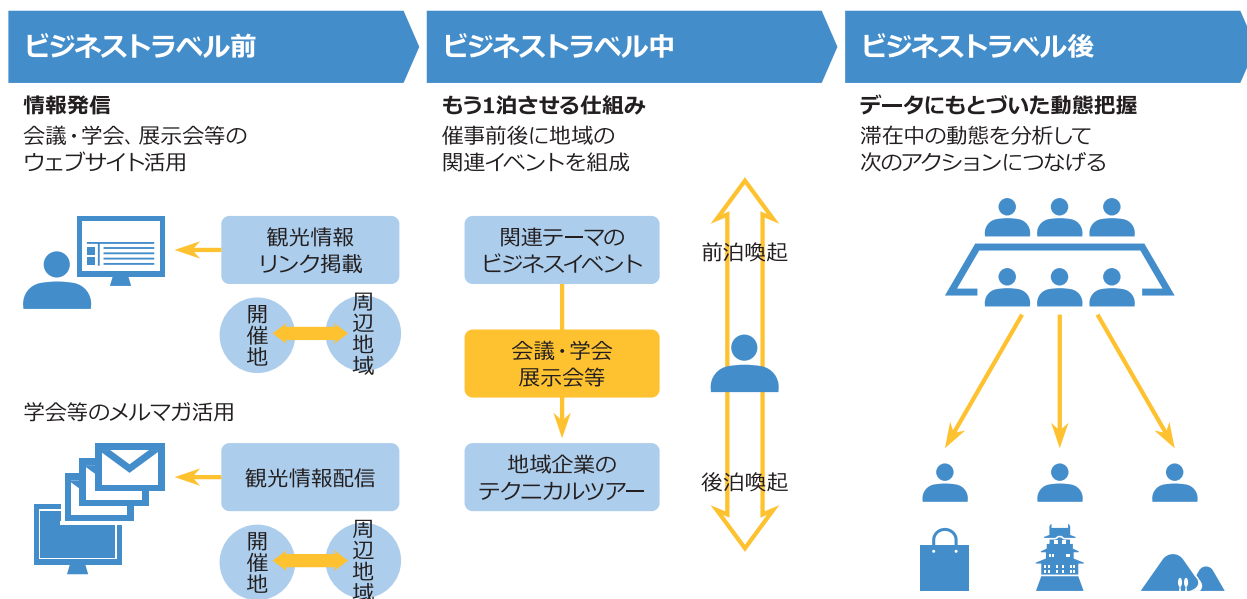 ビジネストラベル前
情報発信
会議・学会、展示会等の
ウェブサイト活用
観光情報
リンク掲載
開催地
周辺地域
学会等のメルマガ活用
観光情報配信
開催地
周辺地域
ビジネストラベル中
もう1泊させる仕組み
催事前後に地域の
関連イベントを組成
関連テーマの
ビジネスイベント
会議・学会
展示会等
地域企業の
テクニカルツアー
前泊喚起
後泊喚起
ビジネストラベル後
データにもとづいた動態把握
滞在中の動態を分析して
次のアクションにつなげる